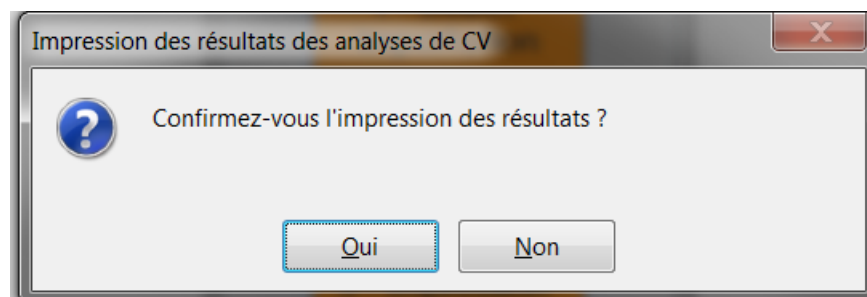 Impression des résultats des analyses de CV
Confirmez-vous l'impression des résultats ?
Oui
Non